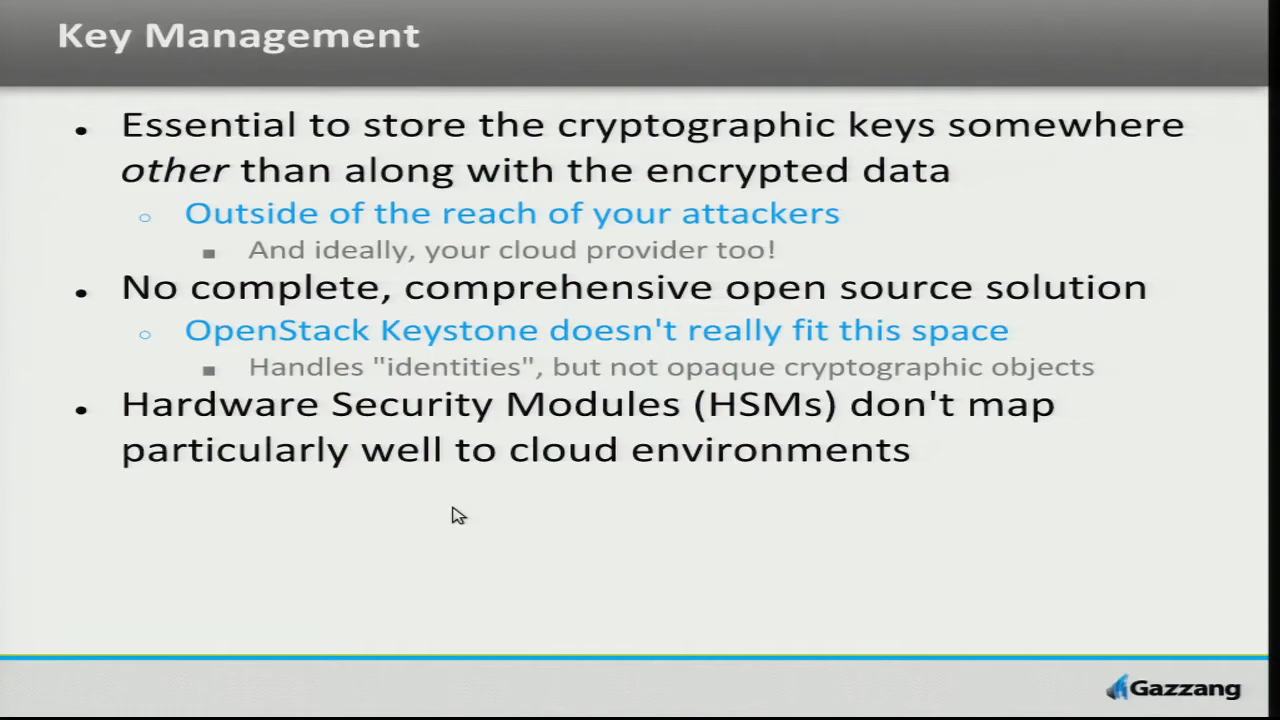 Key Management
Essential to store the cryptographic keys somewhere
other than along with the encrypted data
Outside of the reach of your attackers
And ideally, your cloud provider too!
No complete, comprehensive open source solution
OpenStack Keystone doesn't really fit this space
Handles "identities", but not opaque cryptographic objects
Hardware Security Modules (HSMs) don't map
particularly well to cloud environments
Gazzang